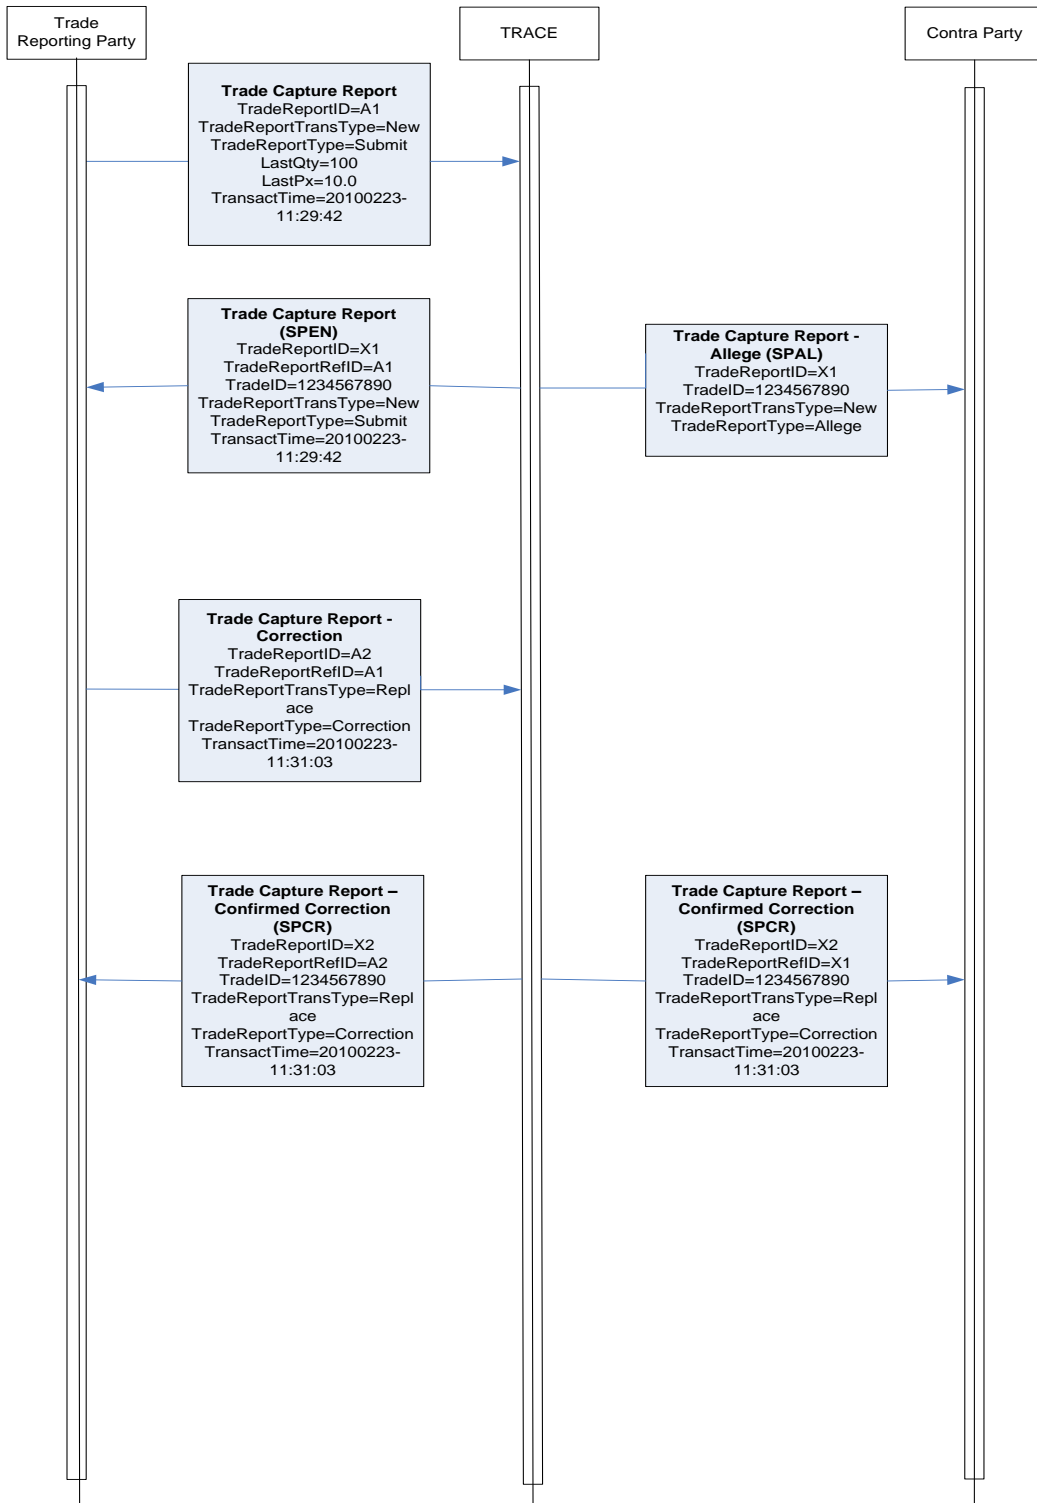 Trade
Reporting Party
TRACE
Contra Party
Trade Capture Report
TradeReportID=A1
TradeReportTransType=New
TradeReportType=Submit
LastQty=100
LastPx=10.0
TransactTime=20100223-
11:29:42
Trade Capture Report
(SPEN)
TradeReportID=X1
TradeReportRefID=A1
TradeID=1234567890
TradeReportTransType=New
TradeReportType=Submit
TransactTime=20100223-
11:29:42
Trade Capture Report -
Allege (SPAL)
TradeReportID=X1
TradeID=1234567890
TradeReportTransType=New
TradeReportType=Allege
Trade Capture Report -
Correction
TradeReportID=A2
TradeReportRefID=A1
TradeReportTransType=Repl
ace
TradeReportType=Correction
TransactTime=20100223-
11:31:03
Trade Capture Report –
Confirmed Correction
(SPCR)
TradeReportID=X2
TradeReportRefID=A2
TradeID=1234567890
TradeReportTransType=Repl
ace
TradeReportType=Correction
TransactTime=20100223-
11:31:03
Trade Capture Report –
Confirmed Correction
(SPCR)
TradeReportID=X2
TradeReportRefID=X1
TradeID=1234567890
TradeReportTransType=Repl
ace
TradeReportType=Correction
TransactTime=20100223-
11:31:03